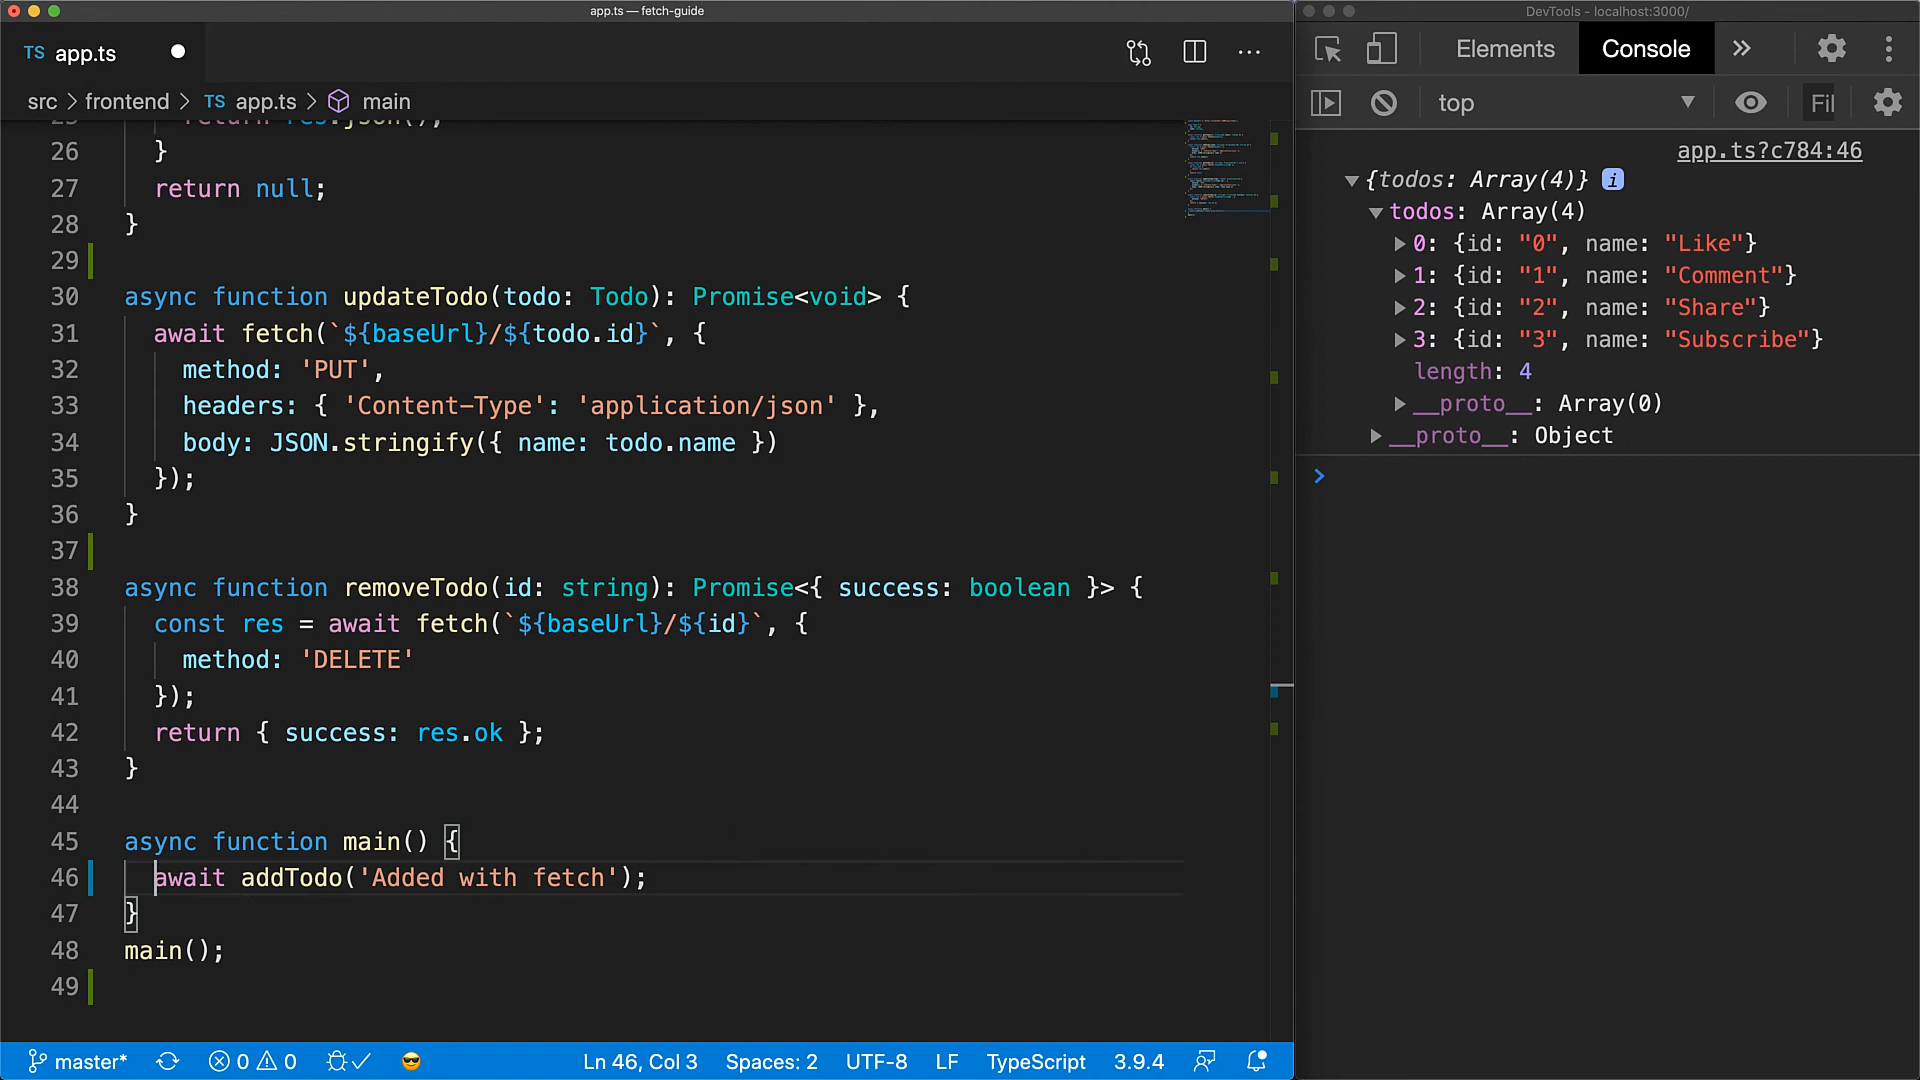 app.ts — fetch-guide
TS app.ts
src > frontend > TS app.ts > main
25 return res.json();
26 }
27 return null;
28 }
29
30 async function updateTodo(todo: Todo): Promise<void> {
31 await fetch(`${baseUrl}/${todo.id}`, {
32 method: 'PUT',
33 headers: { 'Content-Type': 'application/json' },
34 body: JSON.stringify({ name: todo.name })
35 });
36 }
37
38 async function removeTodo(id: string): Promise<{ success: boolean }> {
39 const res = await fetch(`${baseUrl}/${id}`, {
40 method: 'DELETE'
41 });
42 return { success: res.ok };
43 }
44
45 async function main() {
46 await addTodo('Added with fetch');
47 }
48 main();
49
master* 0 0 Ln 46, Col 3 Spaces: 2 UTF-8 LF TypeScript 3.9.4
DevTools - localhost:3000/
Elements Console »
top Fil
app.ts?c784:46
{todos: Array(4)} i
todos: Array(4)
0: {id: "0", name: "Like"}
1: {id: "1", name: "Comment"}
2: {id: "2", name: "Share"}
3: {id: "3", name: "Subscribe"}
length: 4
__proto__: Array(0)
__proto__: Object
>